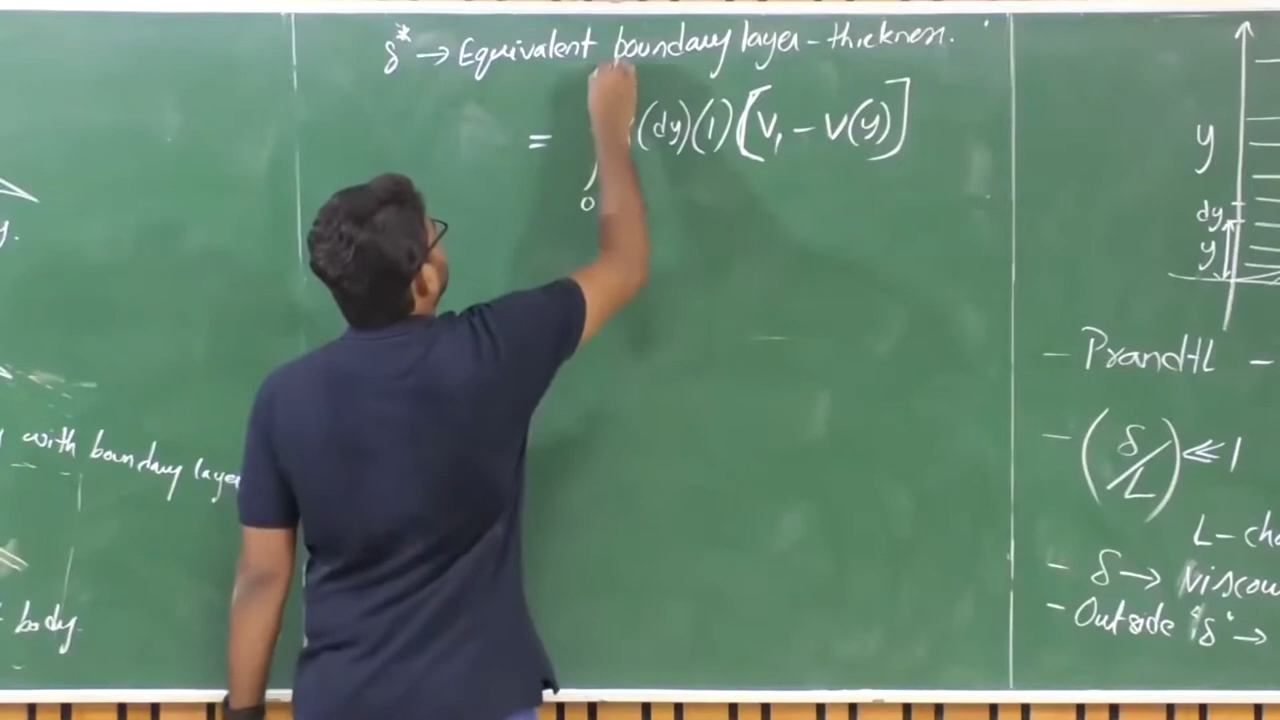 δ* → Equivalent boundary layer - thickness.
= ∫ 0 (dy)(1)[V₁ - V(y)]
y.
with boundary layer
body.
y
dy
y
- Prandtl -
- (δ/L) << 1
L - cha
- δ → Viscou
- Outside 'δ' →